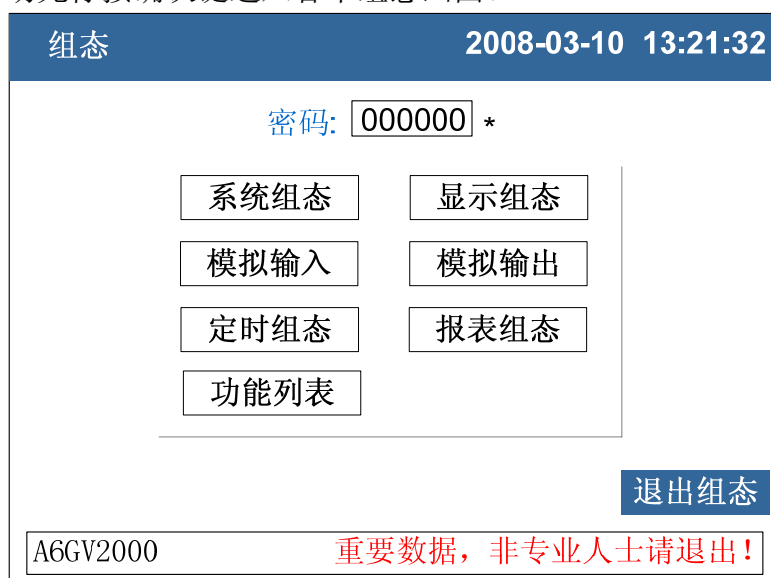 组态 2008-03-10 13:21:32
密码: 000000 *
系统组态 显示组态
模拟输入 模拟输出
定时组态 报表组态
功能列表
退出组态
A6GV2000 重要数据，非专业人士请退出！